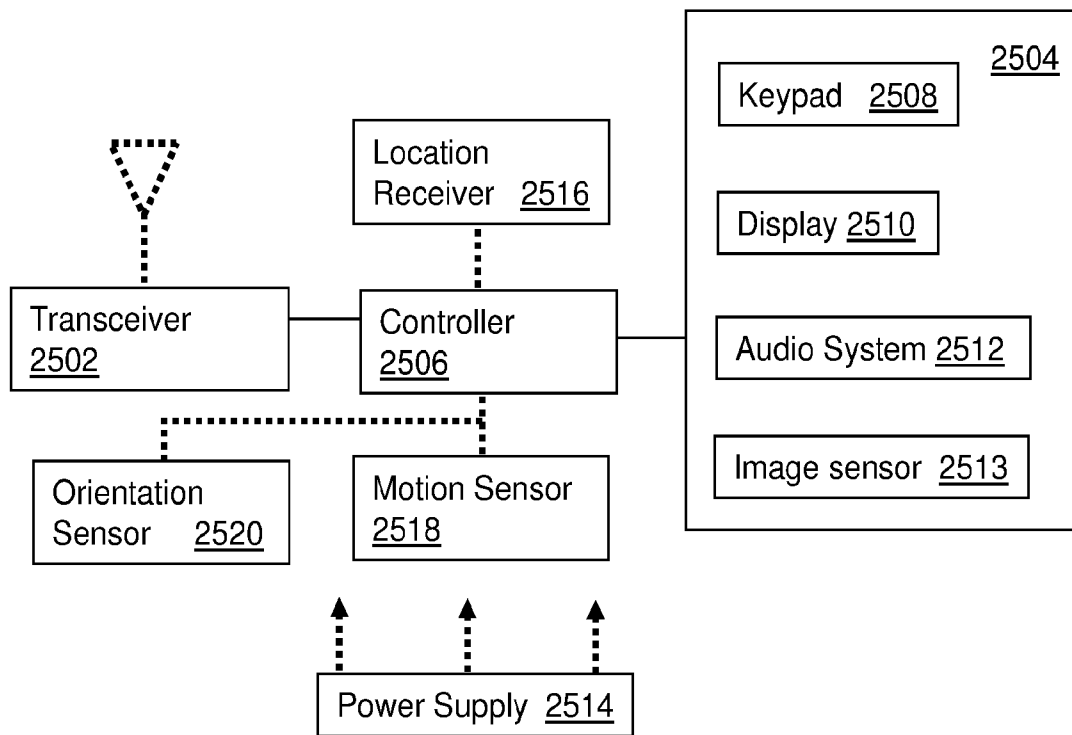 2504
Keypad 2508
Location
Receiver 2516
Display 2510
Transceiver
2502
Controller
2506
Audio System 2512
Image sensor 2513
Orientation
Sensor 2520
Motion Sensor
2518
Power Supply 2514